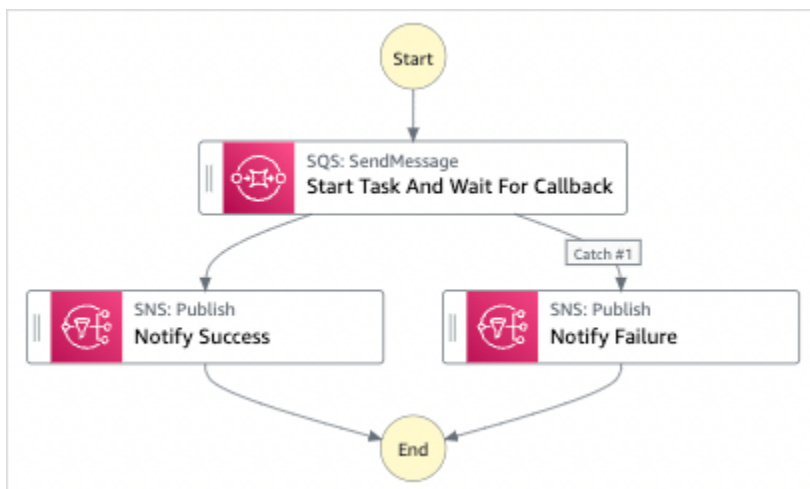 Start
SQS: SendMessage
Start Task And Wait For Callback
Catch #1
SNS: Publish
Notify Success
SNS: Publish
Notify Failure
End